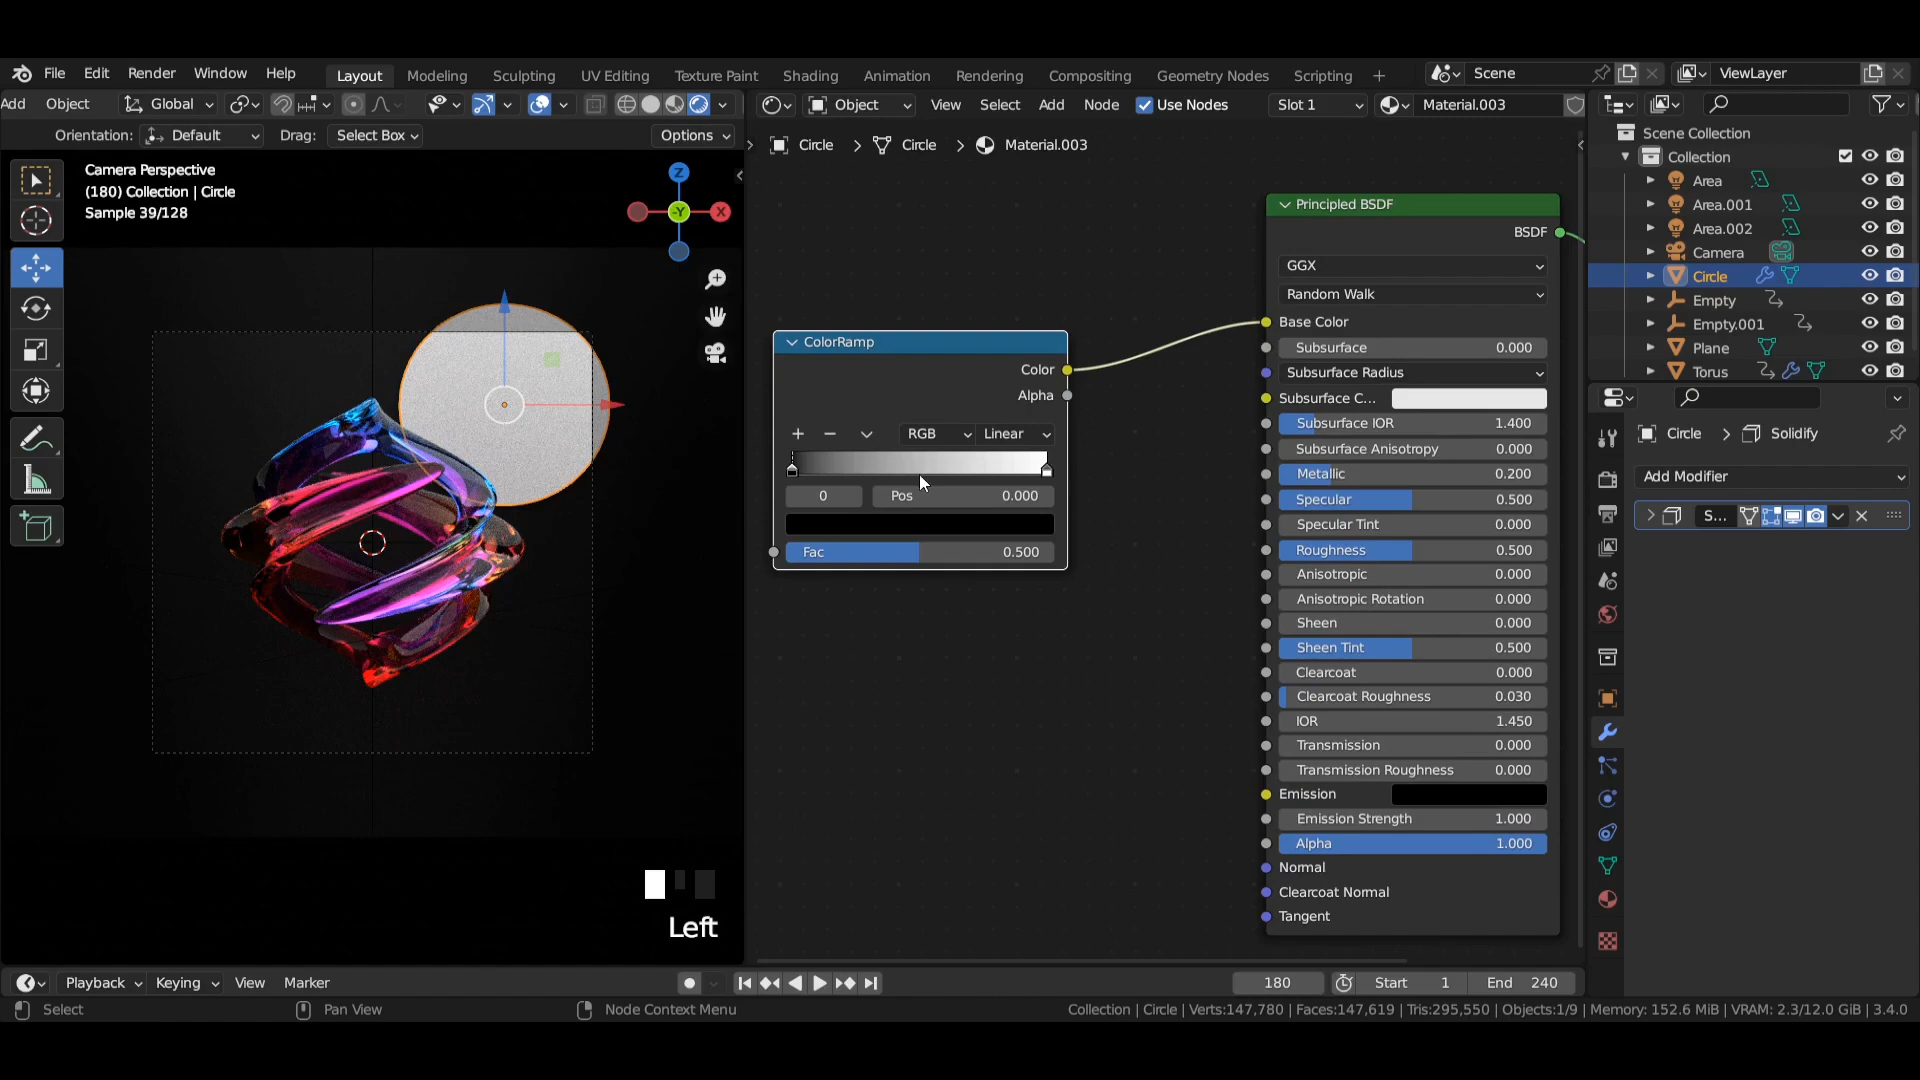 File Edit Render Window Help Layout Modeling Sculpting UV Editing Texture Paint Shading Animation Rendering Compositing Geometry Nodes Scripting + Scene ViewLayer
Add Object Global View Select Add Node Use Nodes Slot 1 Material.003
Object
Orientation: Default Drag: Select Box Options
Circle > Circle > Material.003
Camera Perspective
(180) Collection | Circle
Sample 39/128
Z
-Y
X
ColorRamp
Color
Alpha
RGB Linear
0 Pos 0.000
Fac 0.500
Principled BSDF
BSDF
GGX
Random Walk
Base Color
Subsurface 0.000
Subsurface Radius
Subsurface C...
Subsurface IOR 1.400
Subsurface Anisotropy 0.000
Metallic 0.200
Specular 0.500
Specular Tint 0.000
Roughness 0.500
Anisotropic 0.000
Anisotropic Rotation 0.000
Sheen 0.000
Sheen Tint 0.500
Clearcoat 0.000
Clearcoat Roughness 0.030
IOR 1.450
Transmission 0.000
Transmission Roughness 0.000
Emission
Emission Strength 1.000
Alpha 1.000
Normal
Clearcoat Normal
Tangent
Scene Collection
Collection
Area
Area.001
Area.002
Camera
Circle
Empty
Empty.001
Plane
Torus
Circle > Solidify
Add Modifier
S...
Left
Playback Keying View Marker 180 Start 1 End 240
Select Pan View Node Context Menu Collection | Circle | Verts:147,780 | Faces:147,619 | Tris:295,550 | Objects:1/9 | Memory: 152.6 MiB | VRAM: 2.3/12.0 GiB | 3.4.0